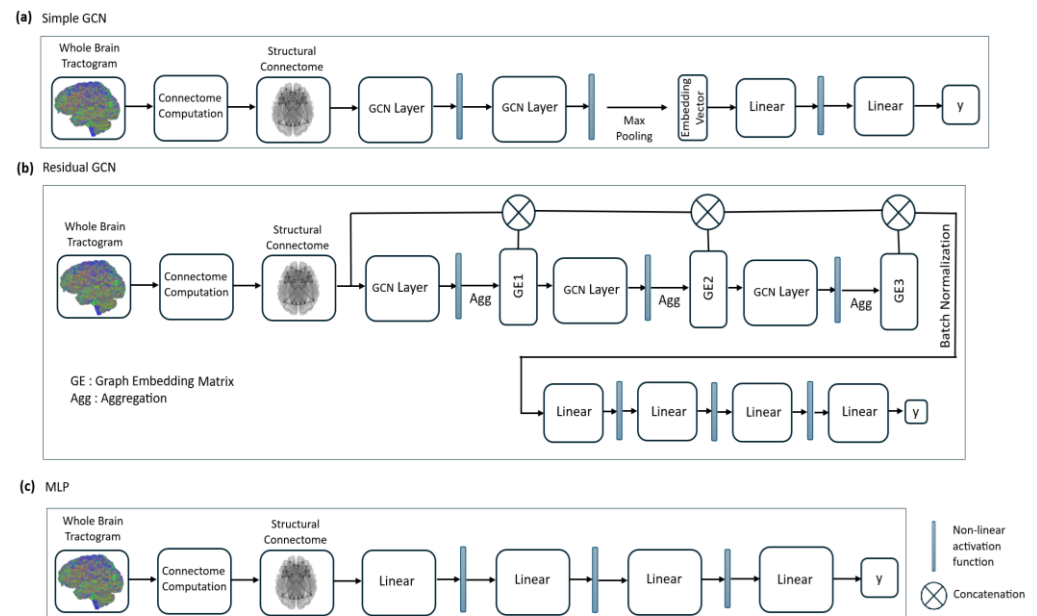 (a) Simple GCN
Whole Brain
Tractogram
Connectome
Computation
Structural
Connectome
GCN Layer
GCN Layer
Max
Pooling
Embedding
Vector
Linear
Linear
y
(b) Residual GCN
Whole Brain
Tractogram
Connectome
Computation
Structural
Connectome
GCN Layer
Agg
GE1
GCN Layer
Agg
GE2
GCN Layer
Agg
GE3
Batch Normalization
GE : Graph Embedding Matrix
Agg : Aggregation
Linear
Linear
Linear
Linear
y
(c) MLP
Whole Brain
Tractogram
Connectome
Computation
Structural
Connectome
Linear
Linear
Linear
Linear
y
Non-linear
activation
function
Concatenation